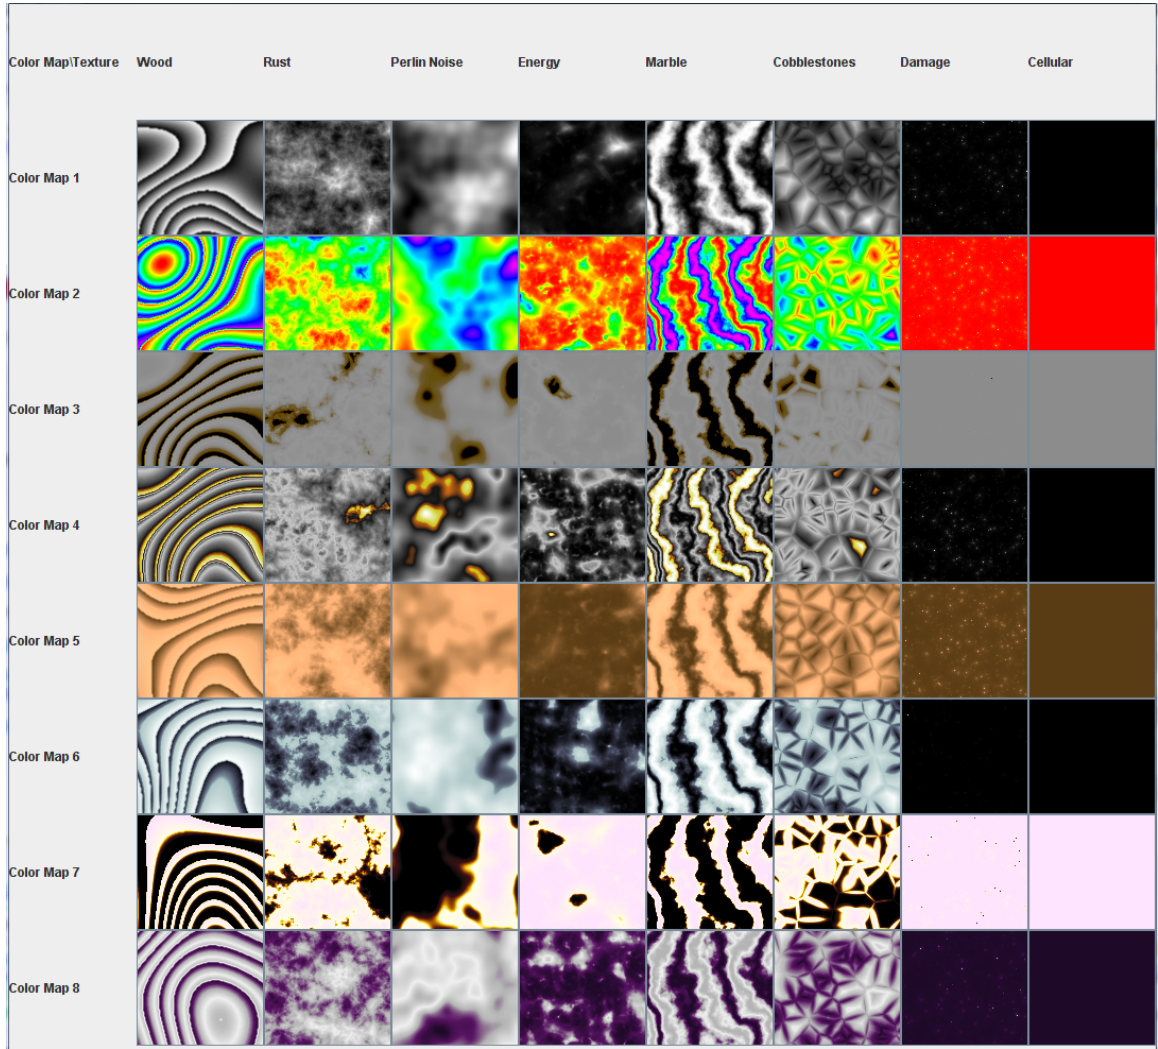 Color Map\Texture Wood Rust Perlin Noise Energy Marble Cobblestones Damage Cellular
Color Map 1
Color Map 2
Color Map 3
Color Map 4
Color Map 5
Color Map 6
Color Map 7
Color Map 8